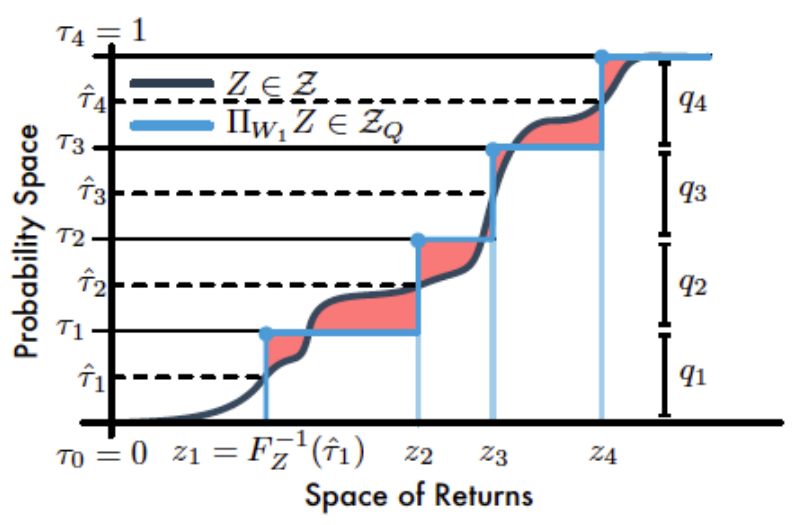 τ₄ = 1
Z ∈ 𝒵
τ̂₄
Π_{W₁}Z ∈ 𝒵_Q
q₄
τ₃
τ̂₃
q₃
τ₂
τ̂₂
q₂
τ₁
τ̂₁
q₁
τ₀ = 0
z₁ = F_Z⁻¹(τ̂₁)
z₂
z₃
z₄
Probability Space
Space of Returns